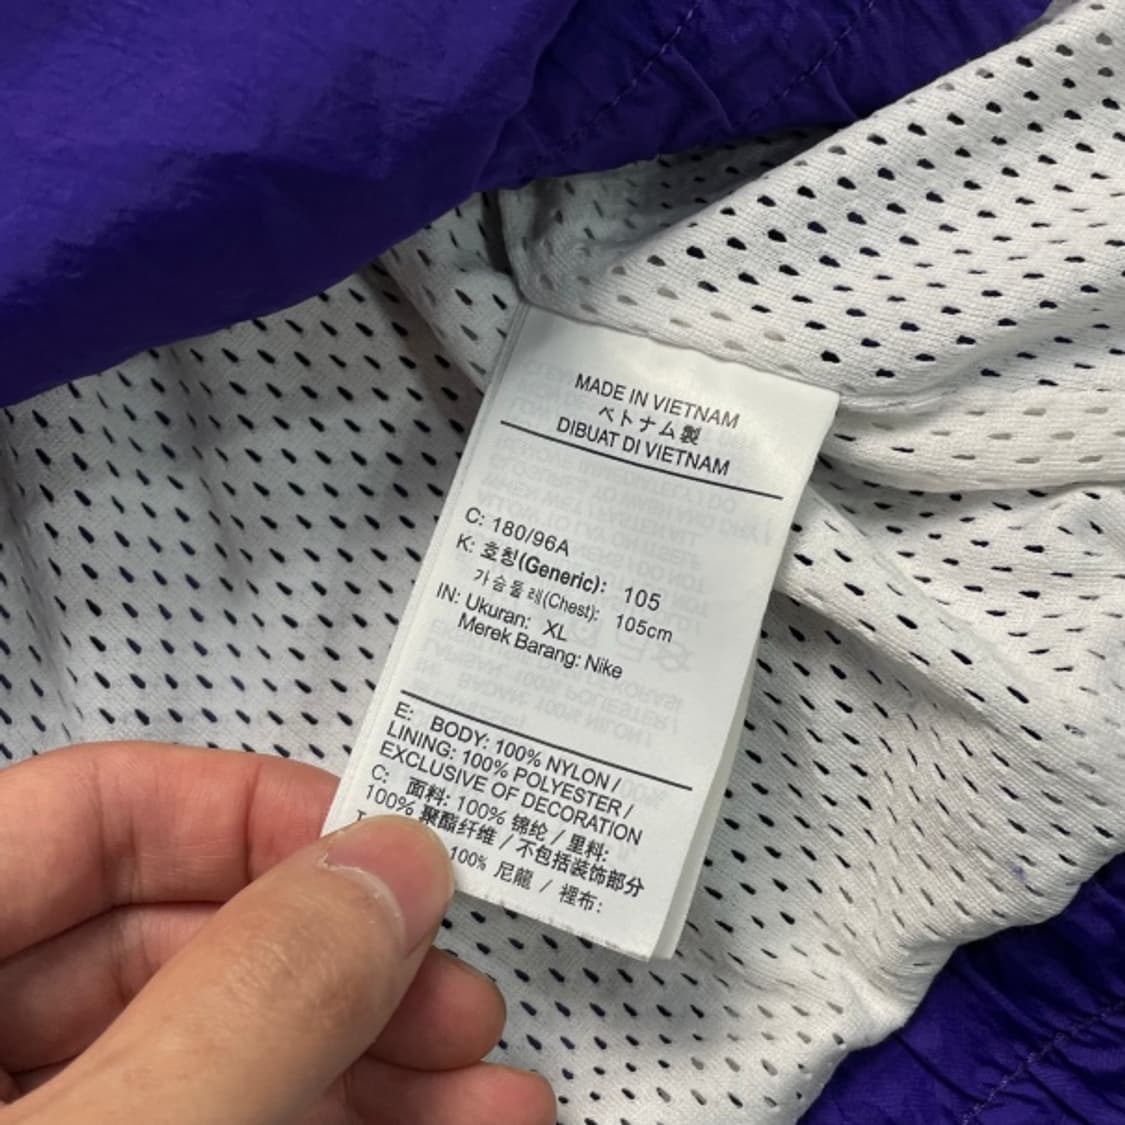 MADE IN VIETNAM
ベトナム製
DIBUAT DI VIETNAM
C: 180/96A
K: 호칭(Generic): 105
가슴둘레(Chest): 105cm
IN: Ukuran: XL
Merek Barang: Nike
E: BODY: 100% NYLON /
LINING: 100% POLYESTER /
EXCLUSIVE OF DECORATION
C: 面料: 100% 锦纶 / 里料:
100% 聚酯纤维 / 不包括装饰部分
100% 尼龍 / 裡布: